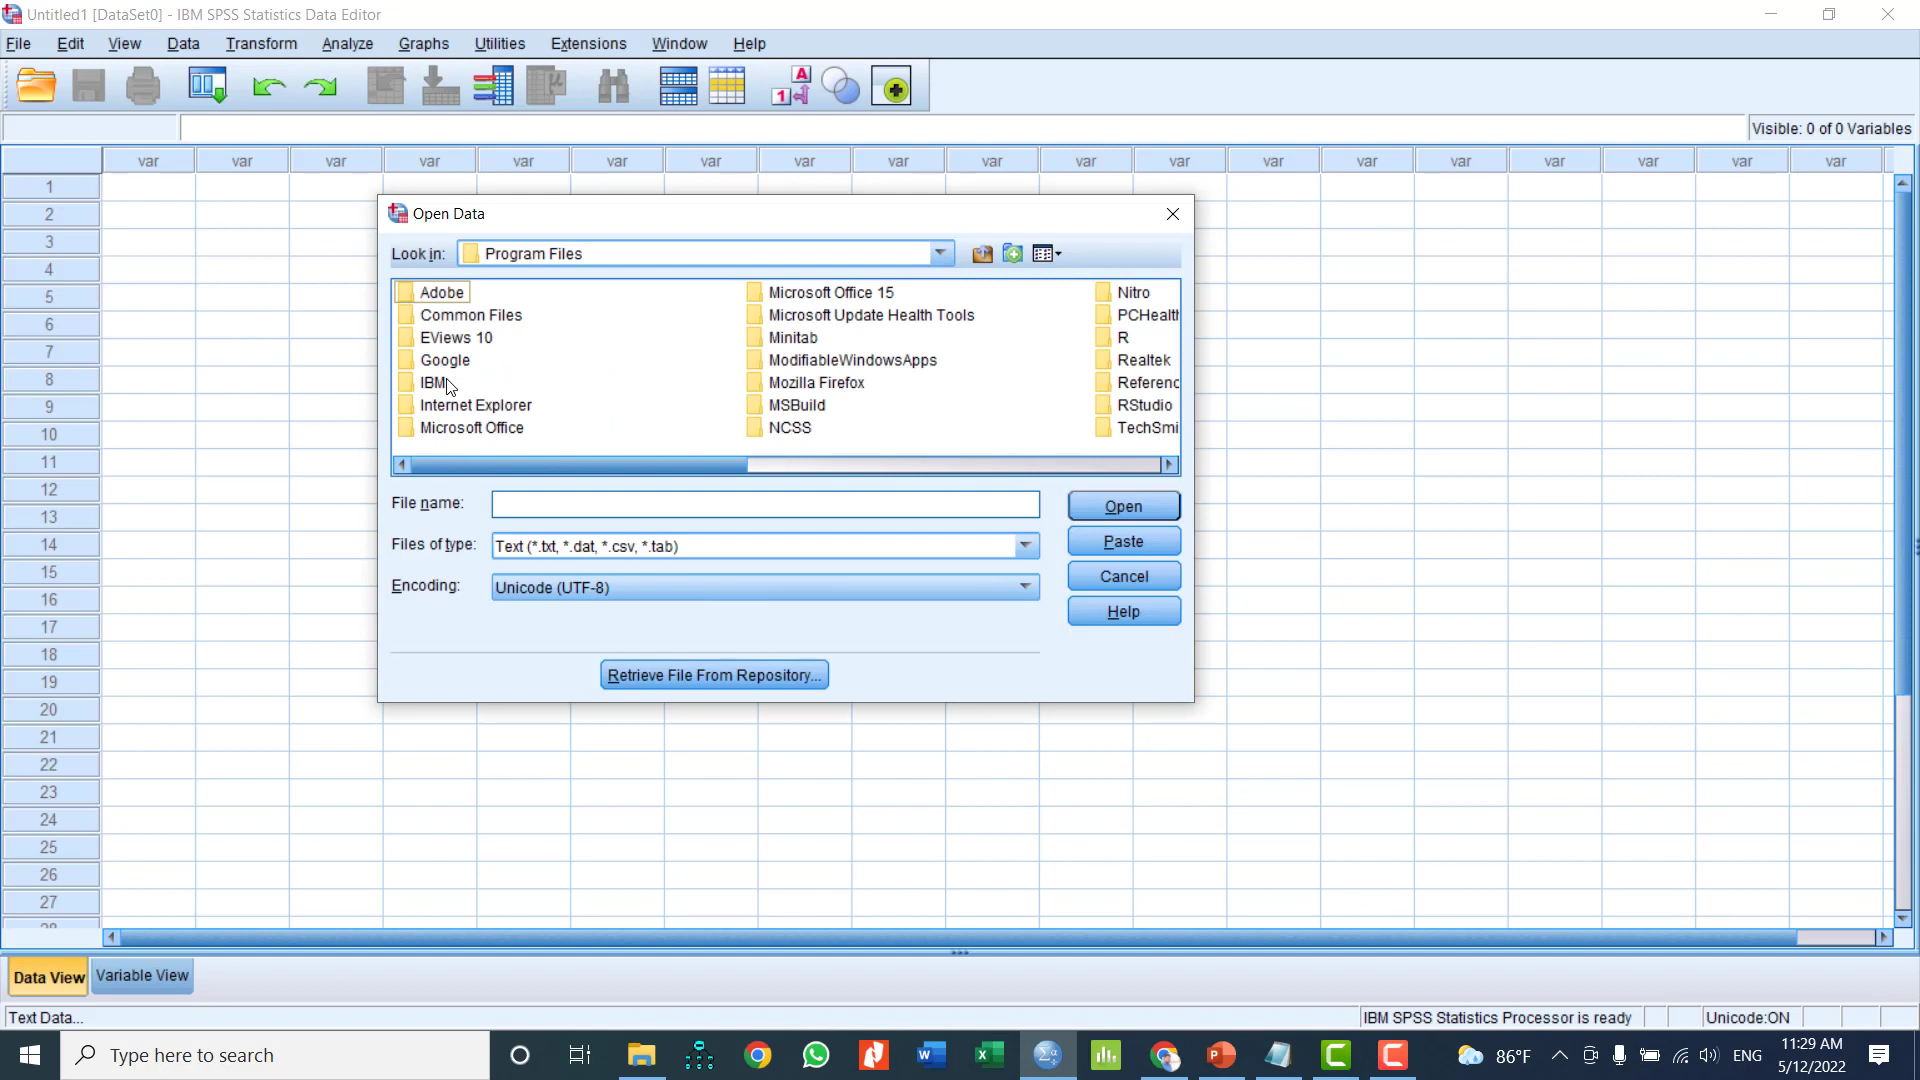 Untitled1 [DataSet0] - IBM SPSS Statistics Data Editor
File Edit View Data Transform Analyze Graphs Utilities Extensions Window Help
Visible: 0 of 0 Variables
var var var var var var var var var var var var var var var var var var var
1
2
3
4
5
6
7
8
9
10
11
12
13
14
15
16
17
18
19
20
21
22
23
24
25
26
27
28
Open Data
Look in: Program Files
Adobe Microsoft Office 15 Nitro
Common Files Microsoft Update Health Tools PCHealth
EViews 10 Minitab R
Google ModifiableWindowsApps Realtek
IBM Mozilla Firefox Referenc
Internet Explorer MSBuild RStudio
Microsoft Office NCSS TechSmi
File name: Open
Files of type: Text (*.txt, *.dat, *.csv, *.tab) Paste
Encoding: Unicode (UTF-8) Cancel
Help
Retrieve File From Repository...
Data View Variable View
Text Data... IBM SPSS Statistics Processor is ready Unicode:ON
Type here to search 86°F ENG 11:29 AM
5/12/2022